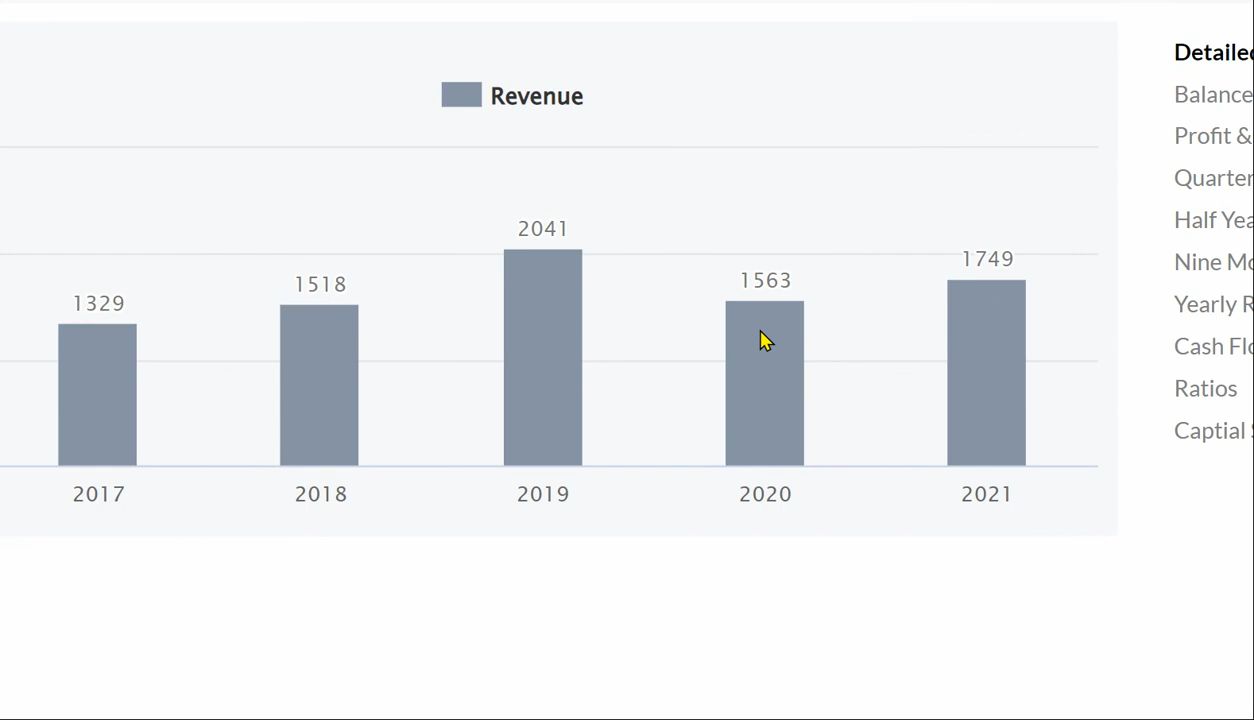 Revenue
2041
1749
1563
1518
1329
2017 2018 2019 2020 2021
Detailed
Balance
Profit &
Quarter
Half Yea
Nine Mo
Yearly R
Cash Flo
Ratios
Captial